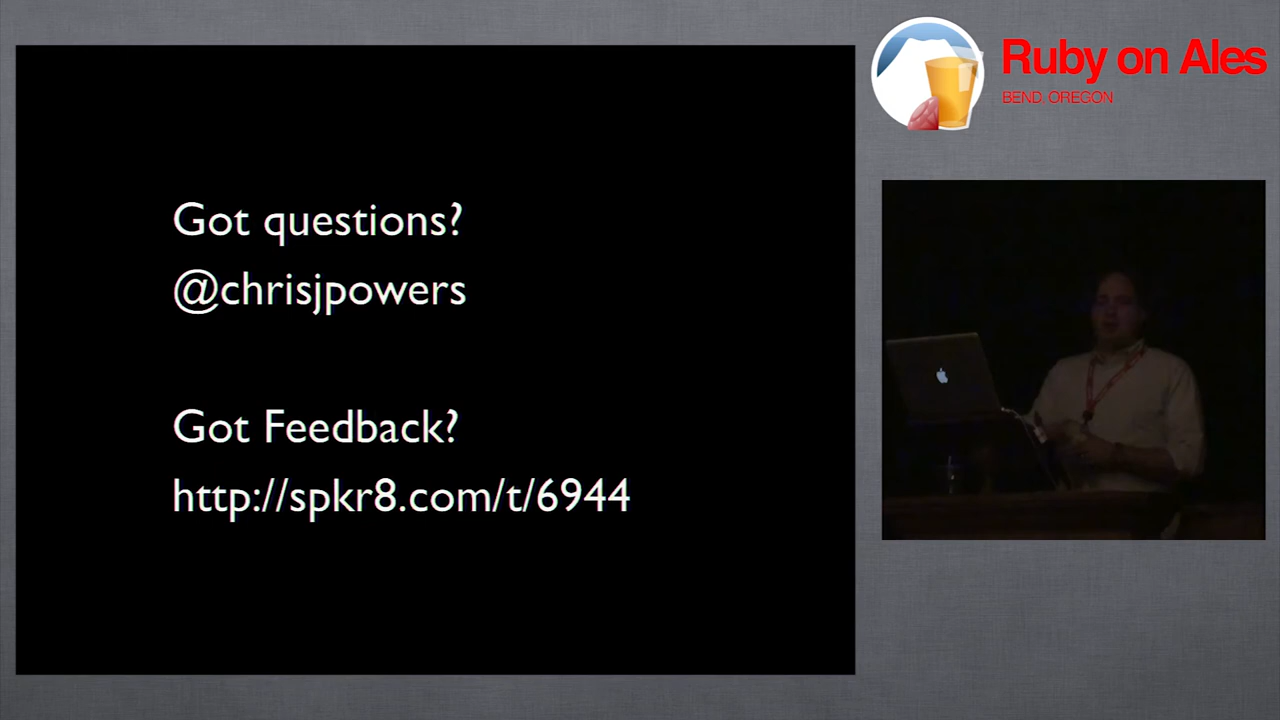 Got questions?
@chrisjpowers
Got Feedback?
http://spkr8.com/t/6944
Ruby on Ales
BEND, OREGON